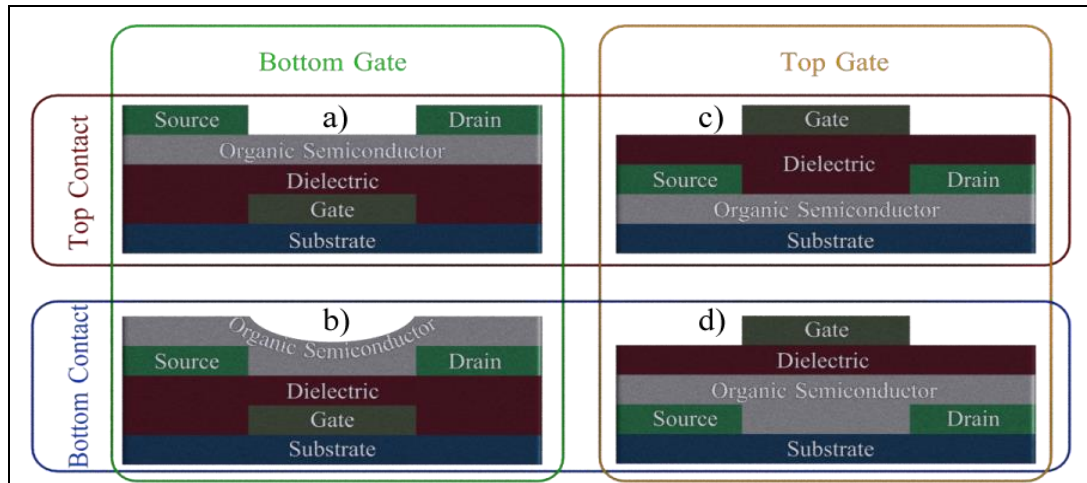 Bottom Gate
Top Gate
Top Contact
a)
Source
Drain
Organic Semiconductor
Dielectric
Gate
Substrate
c)
Gate
Dielectric
Source
Drain
Organic Semiconductor
Substrate
Bottom Contact
b)
Organic Semiconductor
Source
Drain
Dielectric
Gate
Substrate
d)
Gate
Dielectric
Organic Semiconductor
Source
Drain
Substrate